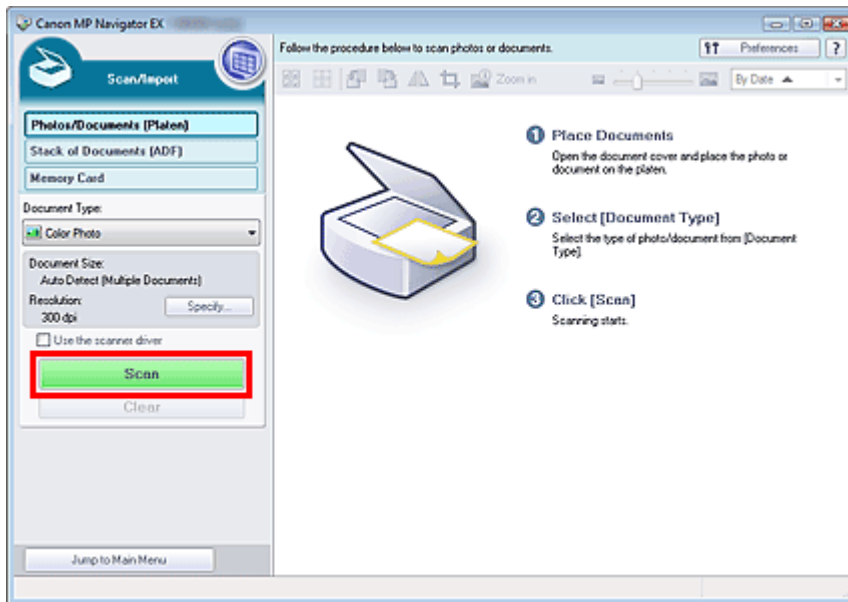 Canon MP Navigator EX
Scan/Import
Photos/Documents (Platen)
Stack of Documents (ADF)
Memory Card
Document Type:
Color Photo
Document Size:
Auto Detect (Multiple Documents)
Resolution:
300 dpi
Specify...
Use the scanner driver
Scan
Clear
Jump to Main Menu
Follow the procedure below to scan photos or documents.
Preferences
?
Zoom in
By Date
1 Place Documents
Open the document cover and place the photo or
document on the platen.
2 Select [Document Type]
Select the type of photo/document from [Document
Type].
3 Click [Scan]
Scanning starts.